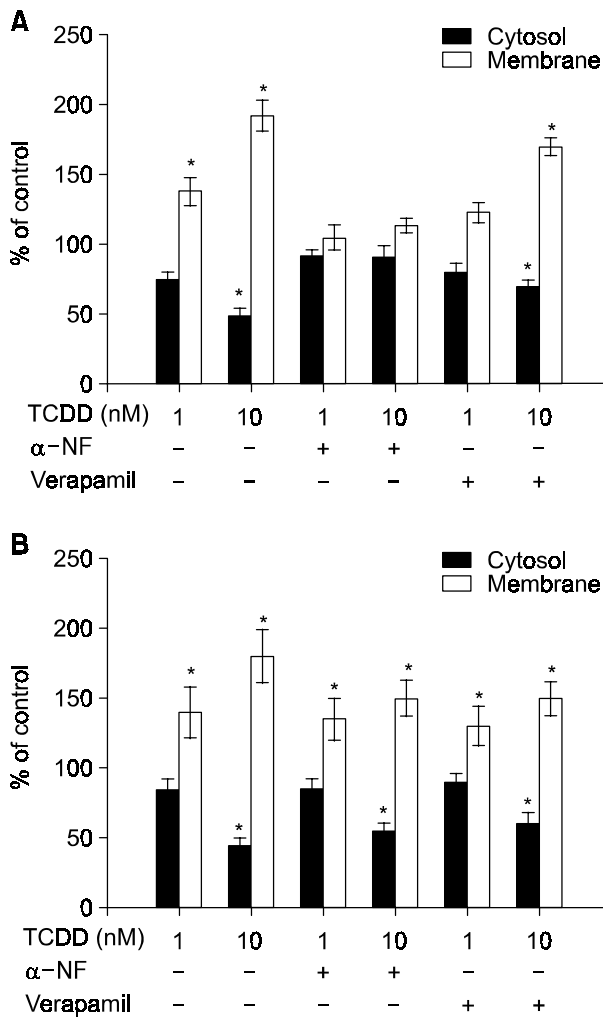 A
250
200
150
100
50
0
% of control
Cytosol
Membrane
* * * * *
TCDD (nM) 1 10 1 10 1 10
α−NF − − + + − −
Verapamil − − − − + +
B
250
200
150
100
50
0
% of control
Cytosol
Membrane
* * * * * * * * *
TCDD (nM) 1 10 1 10 1 10
α−NF − − + + − −
Verapamil − − − − + +